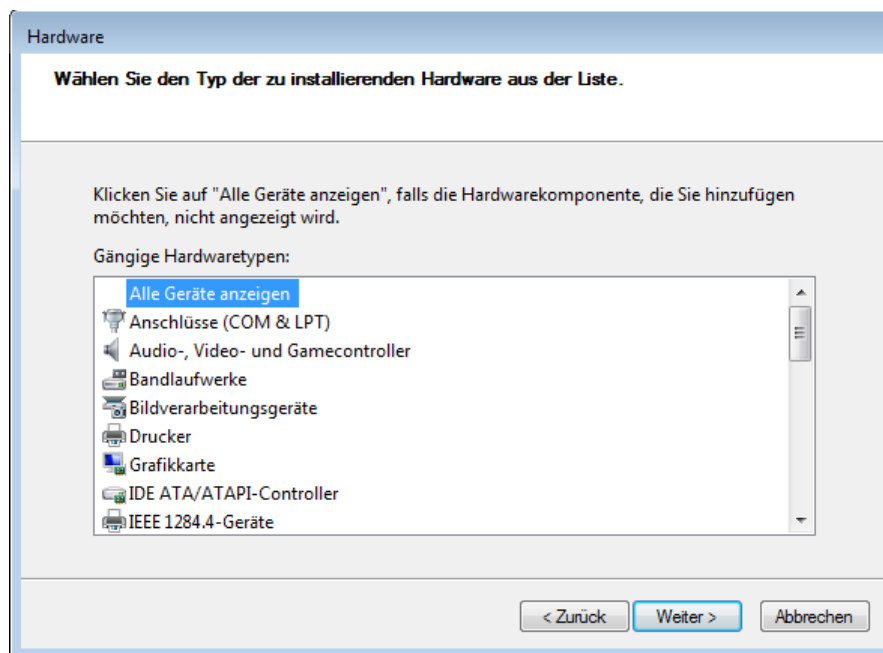 Hardware
Wählen Sie den Typ der zu installierenden Hardware aus der Liste.
Klicken Sie auf "Alle Geräte anzeigen", falls die Hardwarekomponente, die Sie hinzufügen
möchten, nicht angezeigt wird.
Gängige Hardwaretypen:
Alle Geräte anzeigen
Anschlüsse (COM & LPT)
Audio-, Video- und Gamecontroller
Bandlaufwerke
Bildverarbeitungsgeräte
Drucker
Grafikkarte
IDE ATA/ATAPI-Controller
IEEE 1284.4-Geräte
< Zurück Weiter > Abbrechen